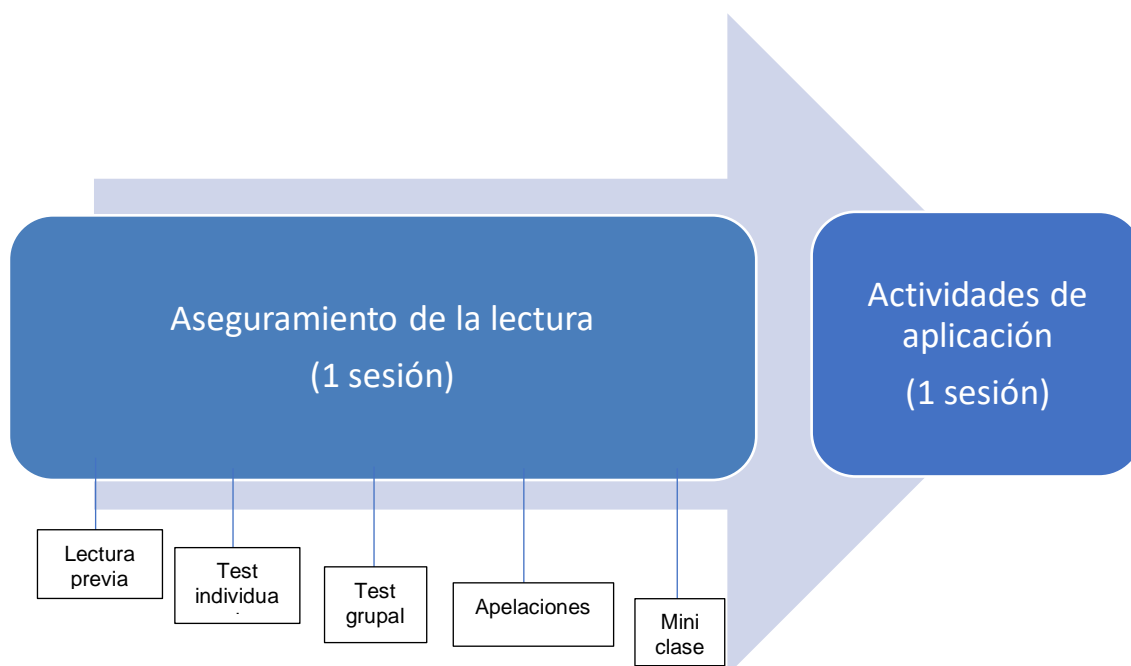 Aseguramiento de la lectura
(1 sesión)
Actividades de
aplicación
(1 sesión)
Lectura
previa
Test
individua
Test
grupal
Apelaciones
Mini
clase